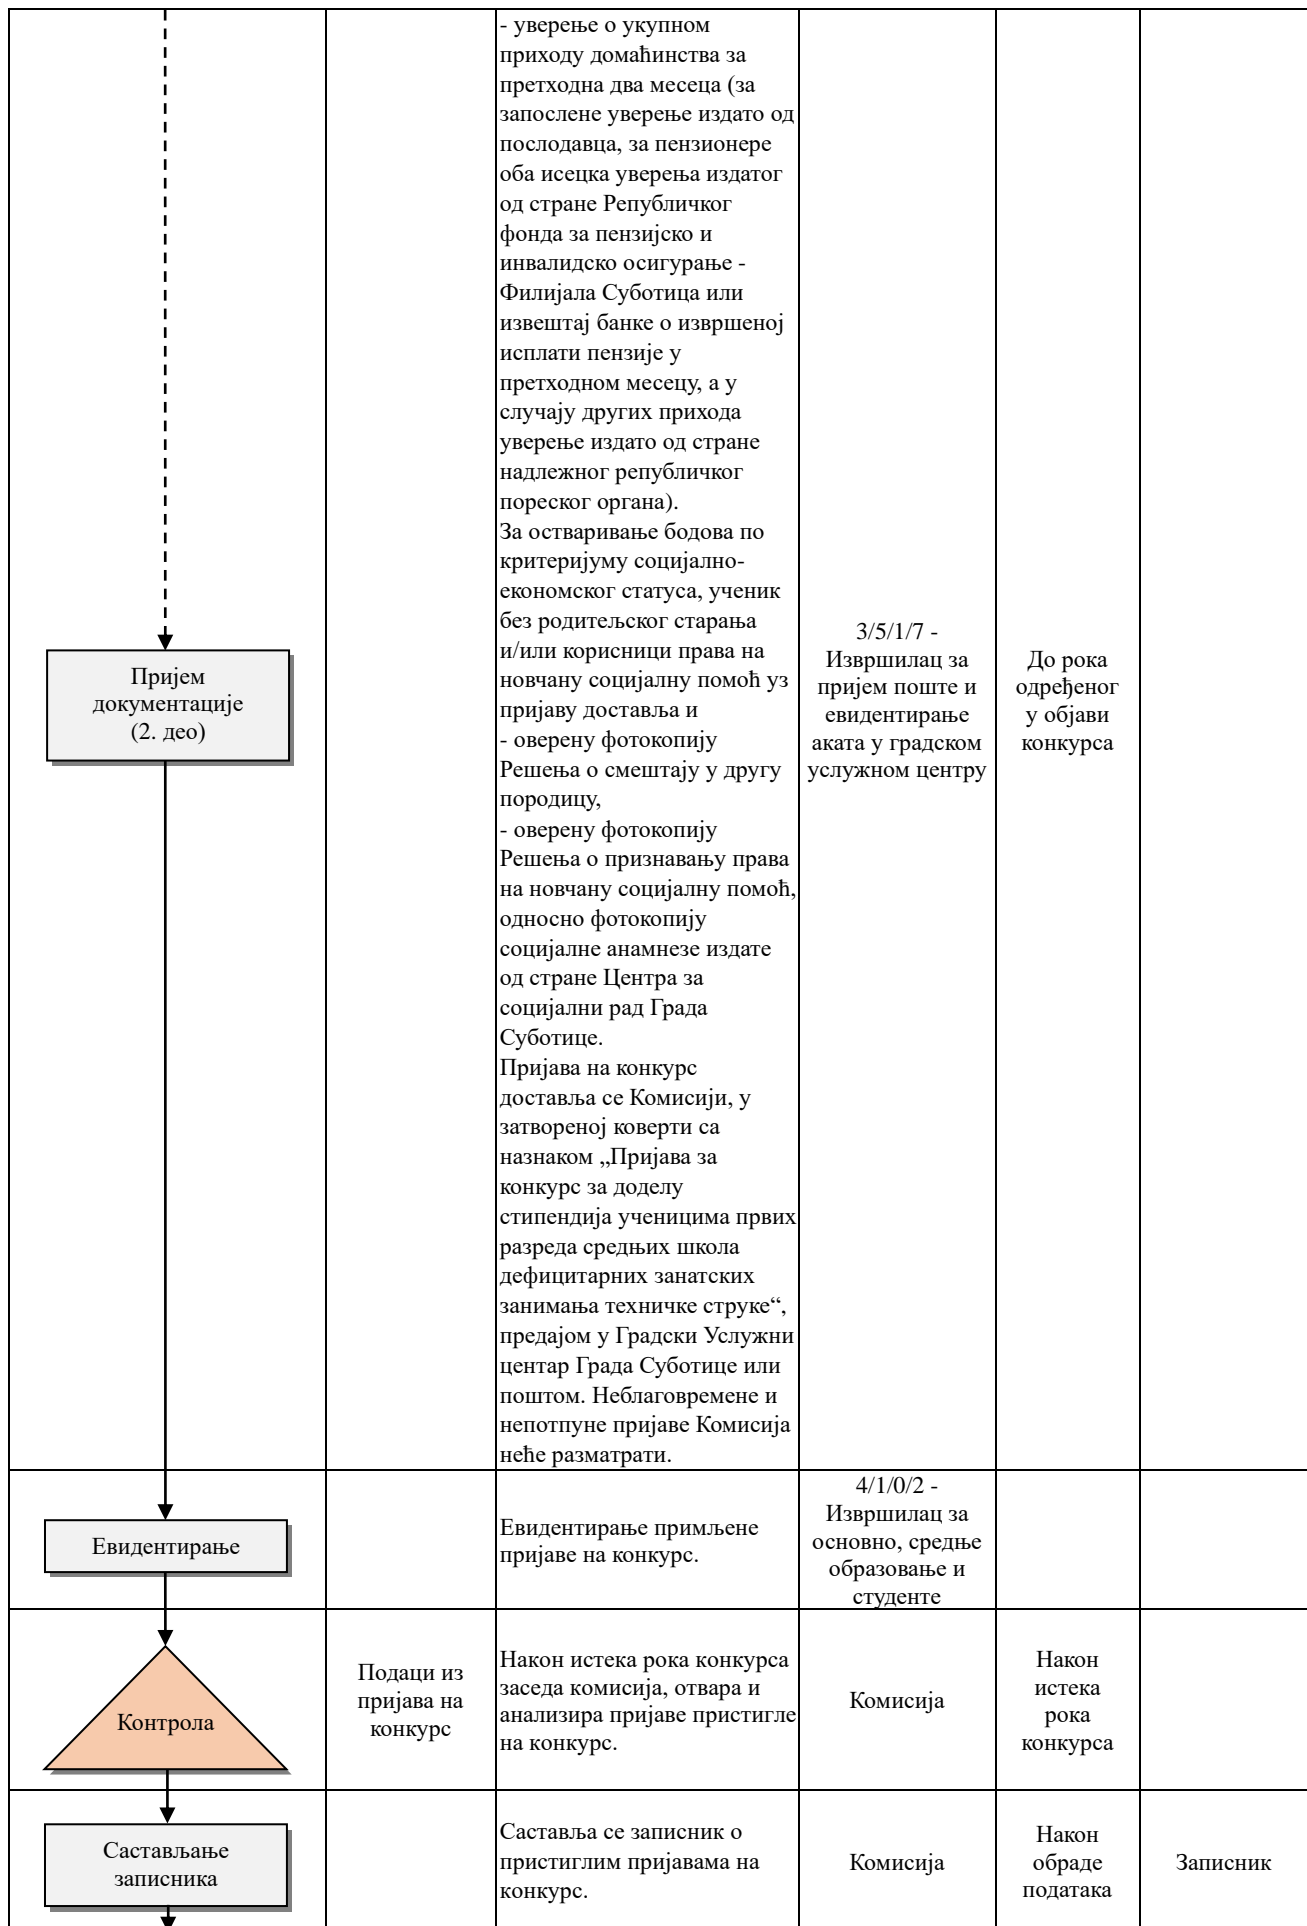 - уверење о укупном
приходу домаћинства за
претходна два месеца (за
запослене уверење издато од
послодавца, за пензионере
оба исецка уверења издатог
од стране Републичког
фонда за пензијско и
инвалидско осигурање -
Филијала Суботица или
извештај банке о извршеној
исплати пензије у
претходном месецу, а у
случају других прихода
уверење издато од стране
надлежног републичког
пореског органа).
За остваривање бодова по
критеријуму социјално-
економског статуса, ученик
без родитељског старања
и/или корисници права на
новчану социјалну помоћ уз
пријаву доставља и
- оверену фотокопију
Решења о смештају у другу
породицу,
- оверену фотокопију
Решења о признавању права
на новчану социјалну помоћ,
односно фотокопију
социјалне анамнезе издате
од стране Центра за
социјални рад Града
Суботице.
Пријава на конкурс
доставља се Комисији, у
затвореној коверти са
назнаком „Пријава за
конкурс за доделу
стипендија ученицима првих
разреда средњих школа
дефицитарних занатских
занимања техничке струке“,
предајом у Градски Услужни
центар Града Суботице или
поштом. Неблаговремене и
непотпуне пријаве Комисија
неће разматрати.
Пријем
документације
(2. део)
3/5/1/7 -
Извршилац за
пријем поште и
евидентирање
аката у градском
услужном центру
До рока
одређеног
у објави
конкурса
Евидентирање
Евидентирање примљене
пријаве на конкурс.
4/1/0/2 -
Извршилац за
основно, средње
образовање и
студенте
Контрола
Подаци из
пријава на
конкурс
Након истека рока конкурса
заседа комисија, отвара и
анализира пријаве пристигле
на конкурс.
Комисија
Након
истека
рока
конкурса
Састављање
записника
Саставља се записник о
пристиглим пријавама на
конкурс.
Комисија
Након
обраде
података
Записник